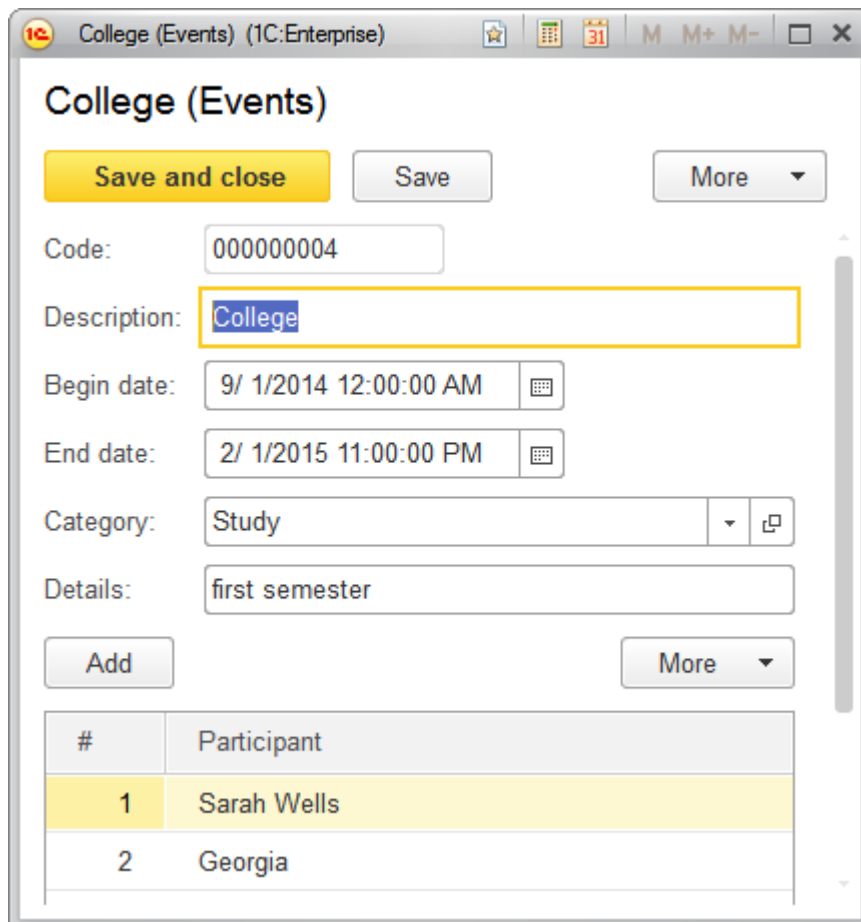 1C College (Events) (1C:Enterprise) 31 M M+ M-
College (Events)
Save and close Save More
Code: 000000004
Description: College
Begin date: 9/ 1/2014 12:00:00 AM
End date: 2/ 1/2015 11:00:00 PM
Category: Study
Details: first semester
Add More
# Participant
1 Sarah Wells
2 Georgia